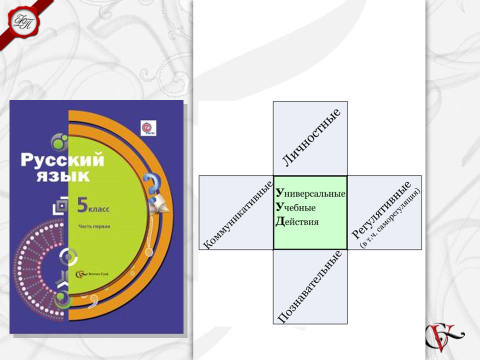 Русский
язык
5 класс
Часть первая
Личностные
Коммуникативные
Универсальные
Учебные
Действия
Регулятивные
(в т.ч. саморегуляция)
Познавательные